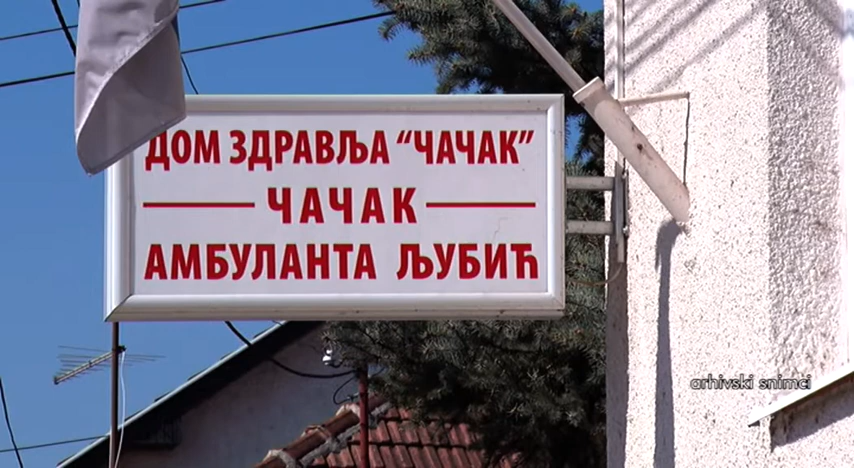 ДОМ ЗДРАВЉА “ЧАЧАК”
ЧАЧАК
АМБУЛАНТА ЉУБИЋ
arhivski snimci